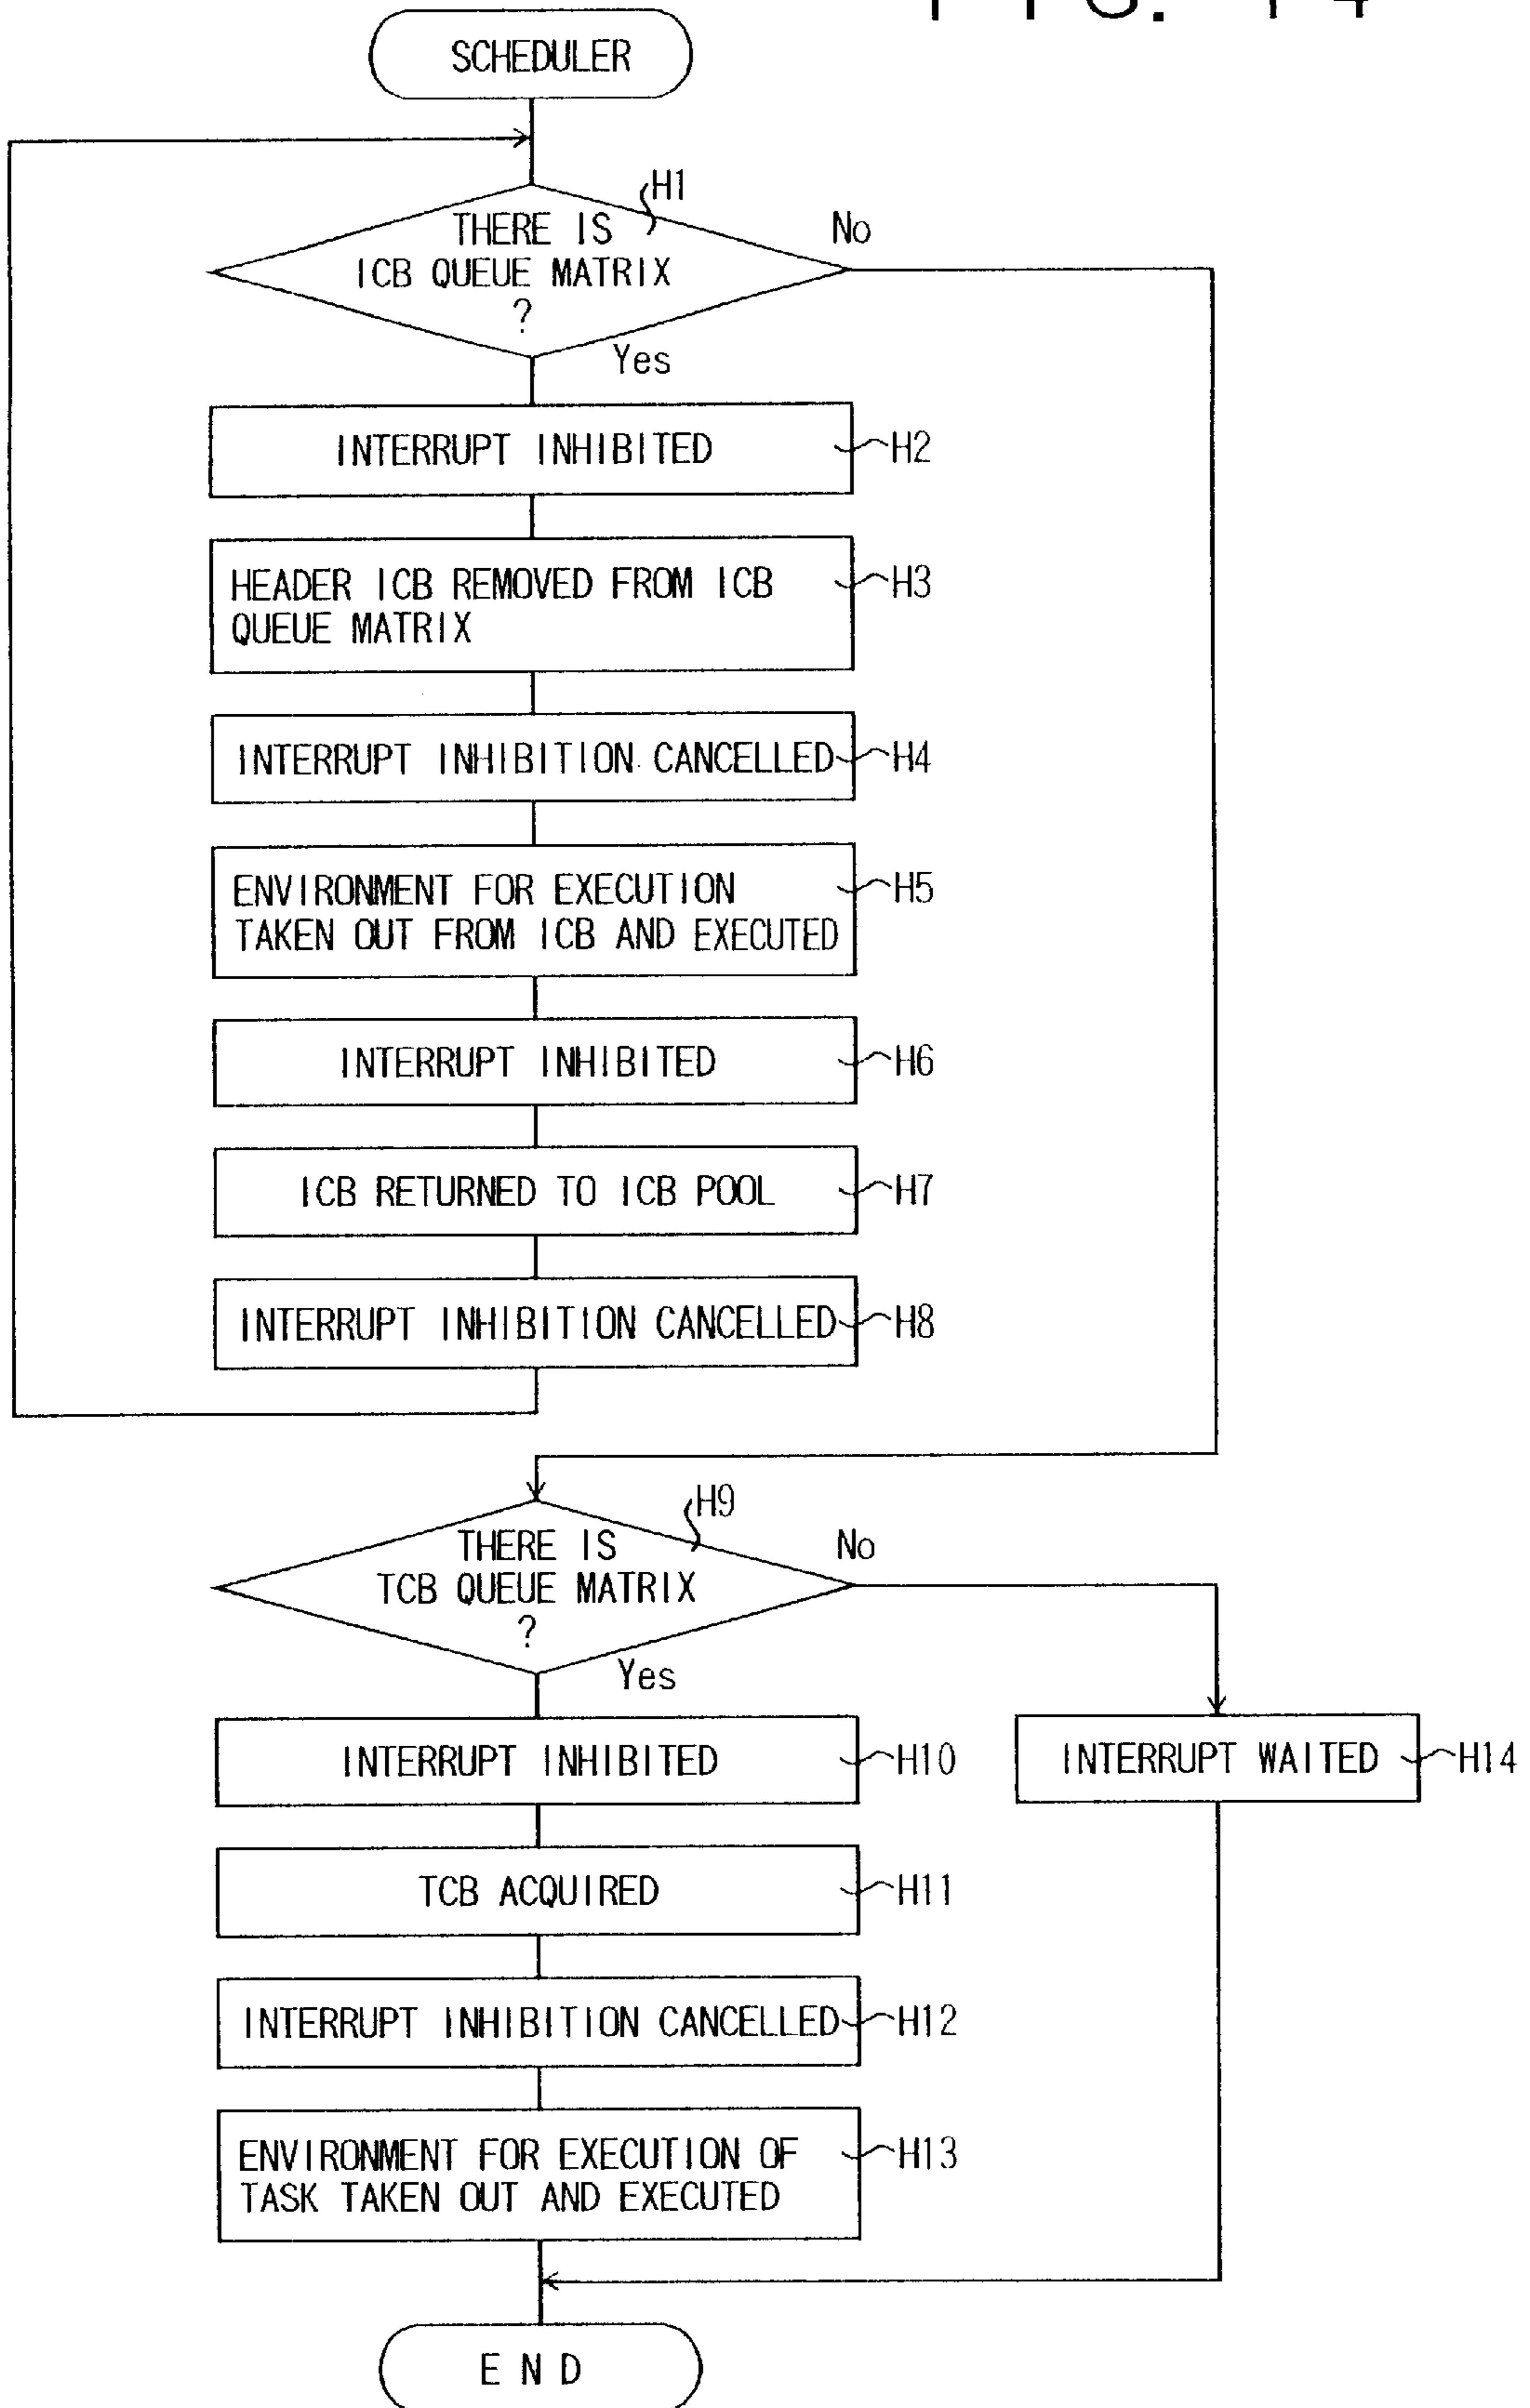 FIG. 14
SCHEDULER
H1
THERE IS
ICB QUEUE MATRIX
?
No
Yes
INTERRUPT INHIBITED
H2
HEADER ICB REMOVED FROM ICB
QUEUE MATRIX
H3
INTERRUPT INHIBITION CANCELLED
H4
ENVIRONMENT FOR EXECUTION
TAKEN OUT FROM ICB AND EXECUTED
H5
INTERRUPT INHIBITED
H6
ICB RETURNED TO ICB POOL
H7
INTERRUPT INHIBITION CANCELLED
H8
H9
THERE IS
TCB QUEUE MATRIX
?
No
Yes
INTERRUPT INHIBITED
H10
INTERRUPT WAITED
H14
TCB ACQUIRED
H11
INTERRUPT INHIBITION CANCELLED
H12
ENVIRONMENT FOR EXECUTION OF
TASK TAKEN OUT AND EXECUTED
H13
END